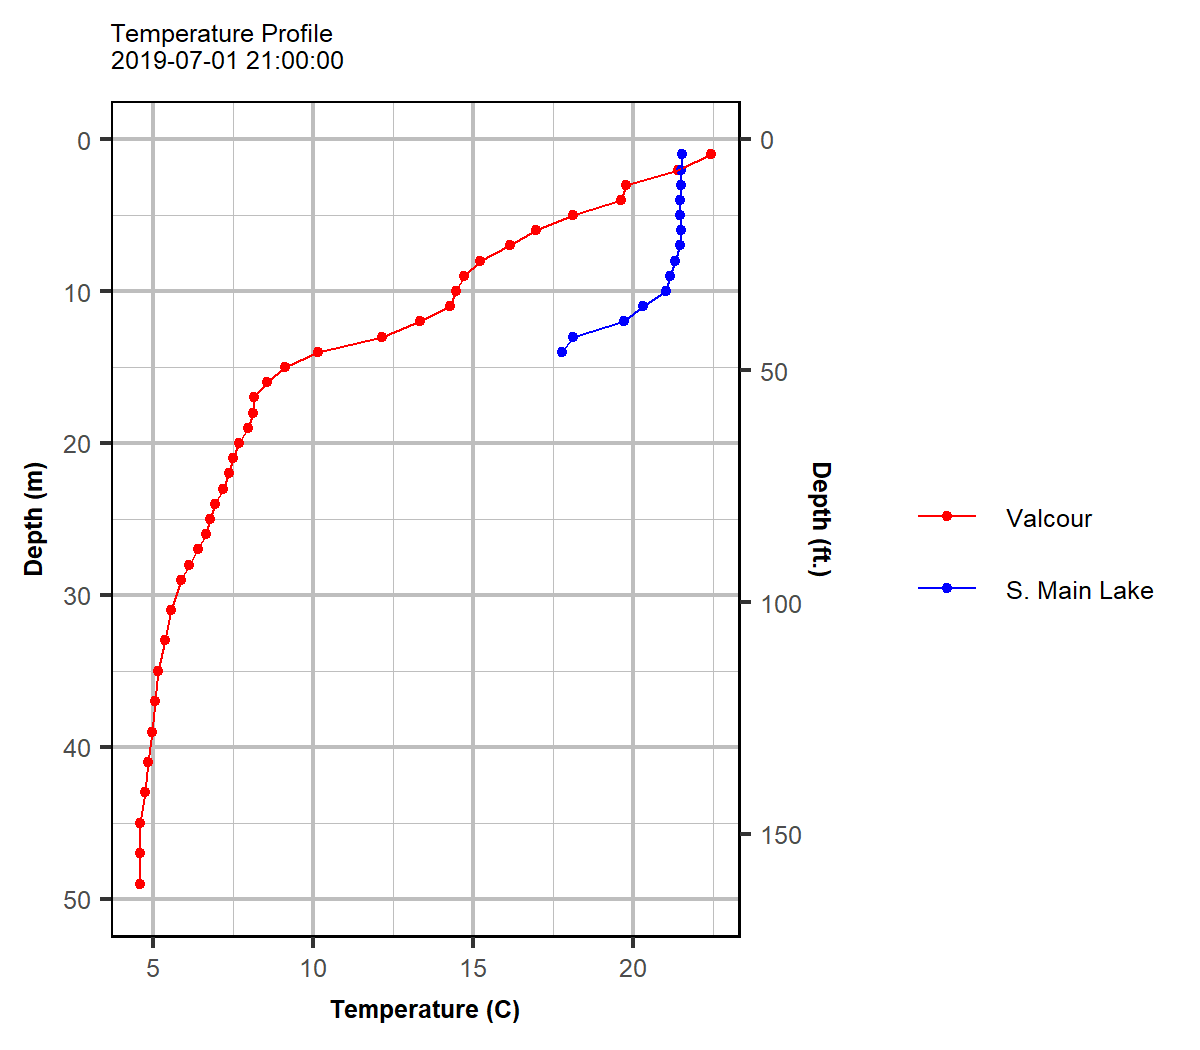 Temperature Profile
2019-07-01 21:00:00
0
10
20
30
40
50
Depth (m)
0
50
100
150
Depth (ft.)
5 10 15 20
Temperature (C)
Valcour
S. Main Lake